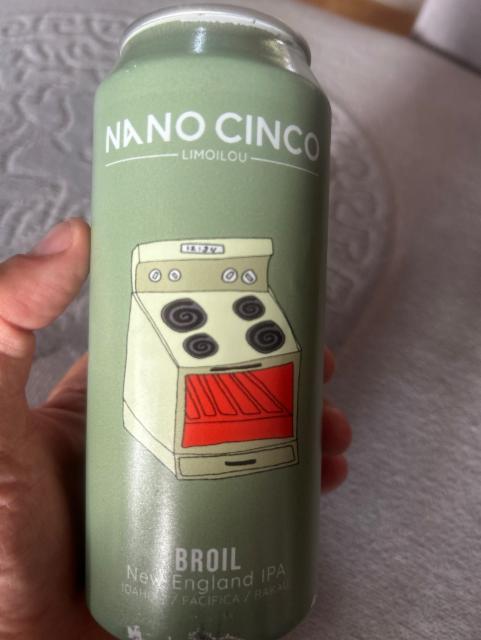 NANO CINCO
LIMOILOU
BROIL
New England IPA
/ PACIFICA /